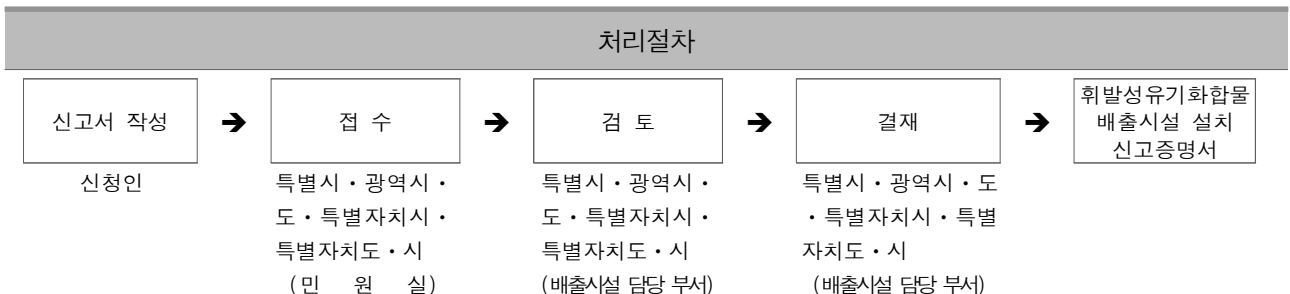 처리절차
신고서 작성 ➔ 접 수 ➔ 검 토 ➔ 결재 ➔ 휘발성유기화합물
배출시설 설치
신고증명서
신청인
특별시・광역시・
도・특별자치시・
특별자치도・시
(민 원 실)
특별시・광역시・
도・특별자치시・
특별자치도・시
(배출시설 담당 부서)
특별시・광역시・도
・특별자치시・특별
자치도・시
(배출시설 담당 부서)